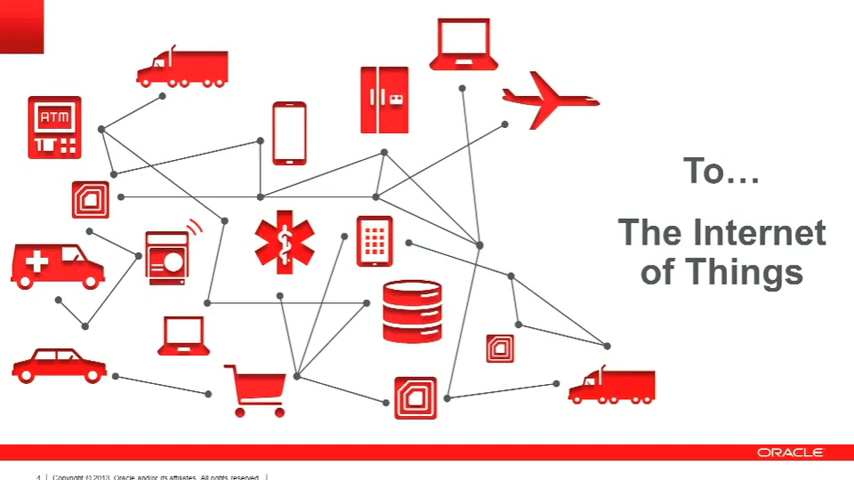 ATM
To…
The Internet
of Things
ORACLE
4 | Copyright © 2013, Oracle and/or its affiliates. All rights reserved. |